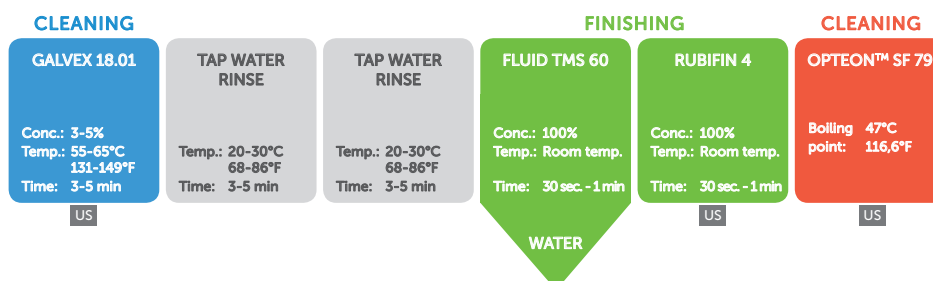 CLEANING
FINISHING
CLEANING
GALVEX 18.01
Conc.: 3-5%
Temp.: 55-65°C
131-149°F
Time: 3-5 min
US
TAP WATER
RINSE
Temp.: 20-30°C
68-86°F
Time: 3-5 min
TAP WATER
RINSE
Temp.: 20-30°C
68-86°F
Time: 3-5 min
FLUID TMS 60
Conc.: 100%
Temp.: Room temp.
Time: 30 sec. - 1 min
WATER
RUBIFIN 4
Conc.: 100%
Temp.: Room temp.
Time: 30 sec. - 1 min
US
OPTEON™ SF 79
Boiling 47°C
point: 116,6°F
US